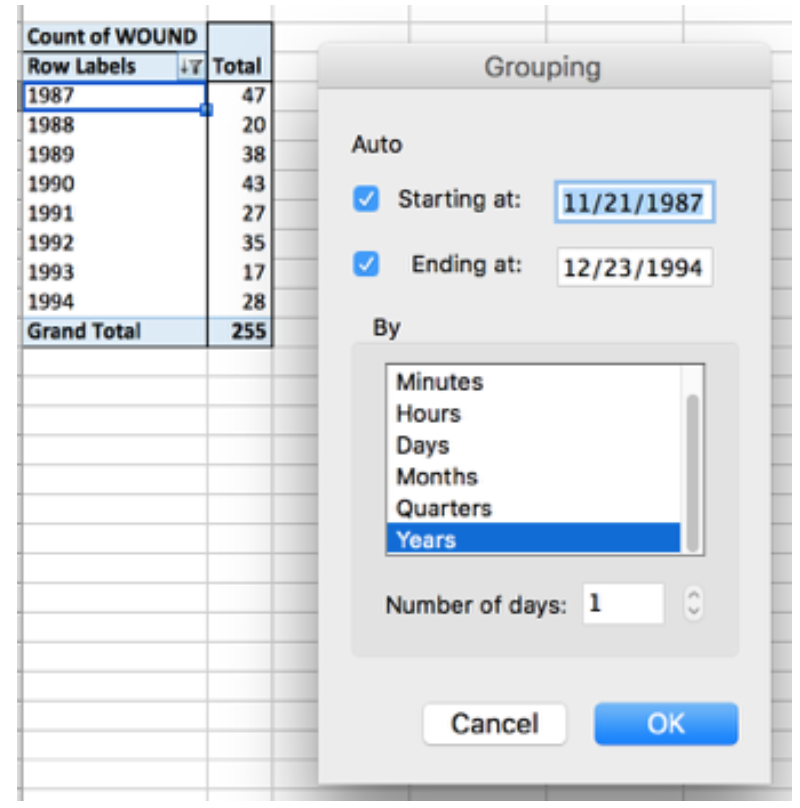 Count of WOUND
Row Labels Total
1987 47
1988 20
1989 38
1990 43
1991 27
1992 35
1993 17
1994 28
Grand Total 255
Grouping
Auto
Starting at: 11/21/1987
Ending at: 12/23/1994
By
Minutes
Hours
Days
Months
Quarters
Years
Number of days: 1
Cancel OK